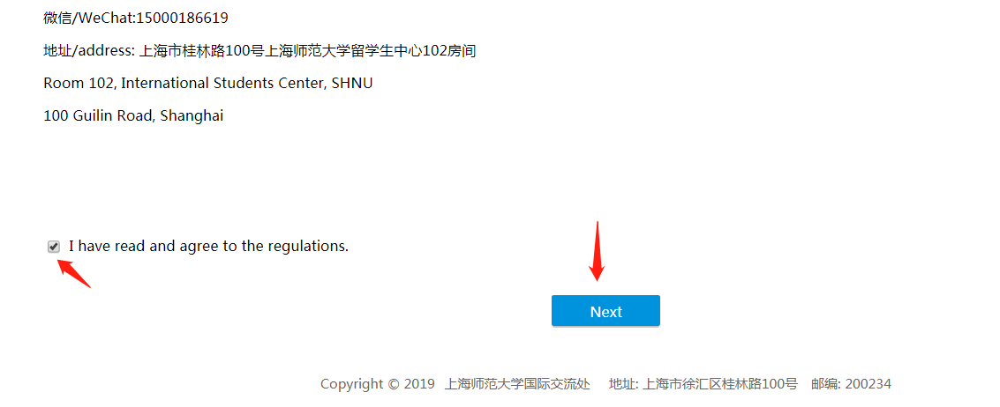 微信/WeChat:15000186619
地址/address: 上海市桂林路100号上海师范大学留学生中心102房间
Room 102, International Students Center, SHNU
100 Guilin Road, Shanghai
I have read and agree to the regulations.
Next
Copyright © 2019 上海师范大学国际交流处 地址: 上海市徐汇区桂林路100号 邮编: 200234